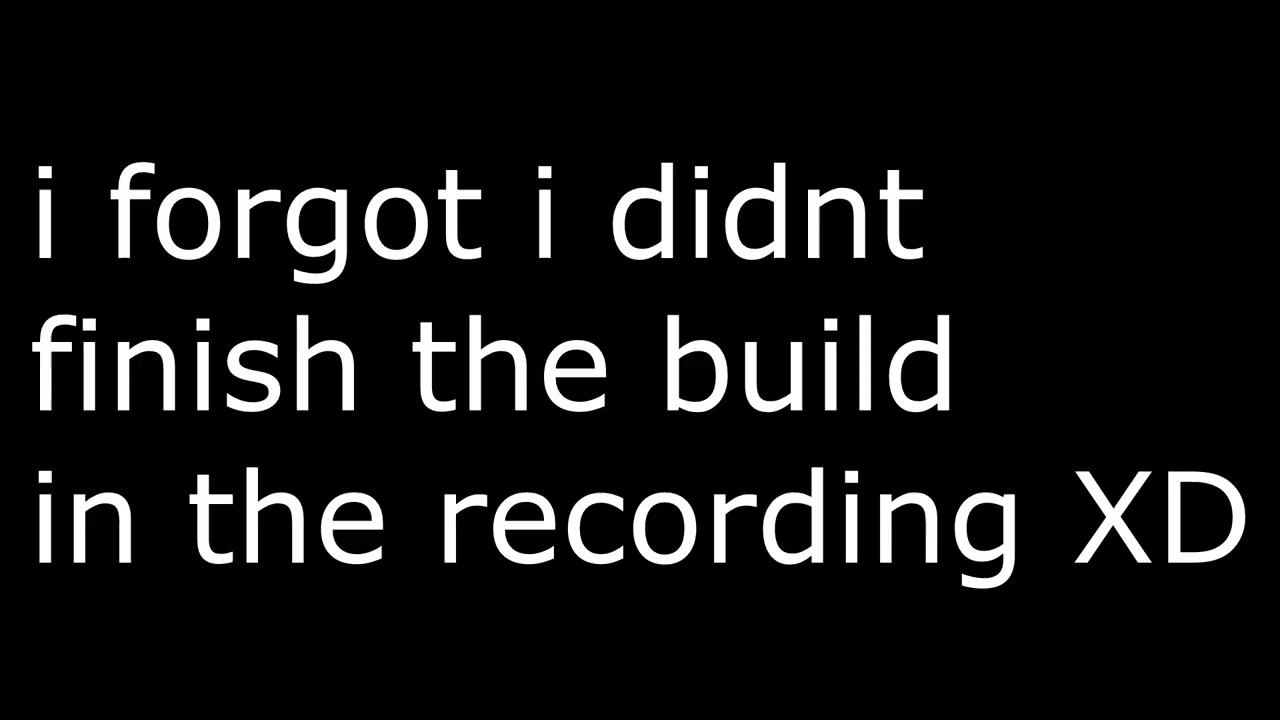 i forgot i didnt
finish the build
in the recording XD